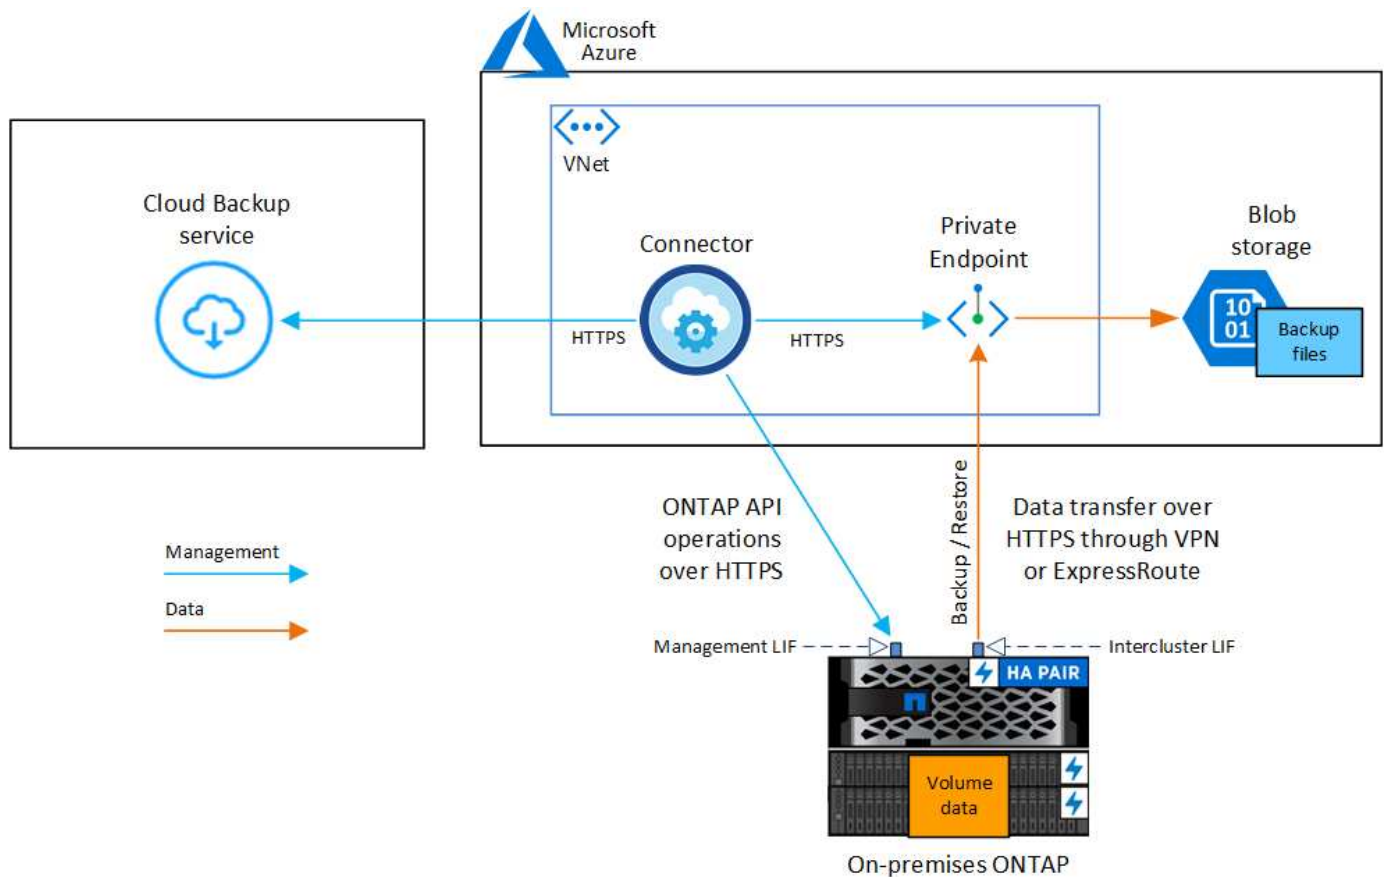 Microsoft
Azure
VNet
Cloud Backup
service
Connector
Private
Endpoint
Blob
storage
10
01
Backup
files
HTTPS
HTTPS
ONTAP API
operations
over HTTPS
Backup / Restore
Data transfer over
HTTPS through VPN
or ExpressRoute
Management
Data
Management LIF
Intercluster LIF
HA PAIR
Volume
data
On-premises ONTAP